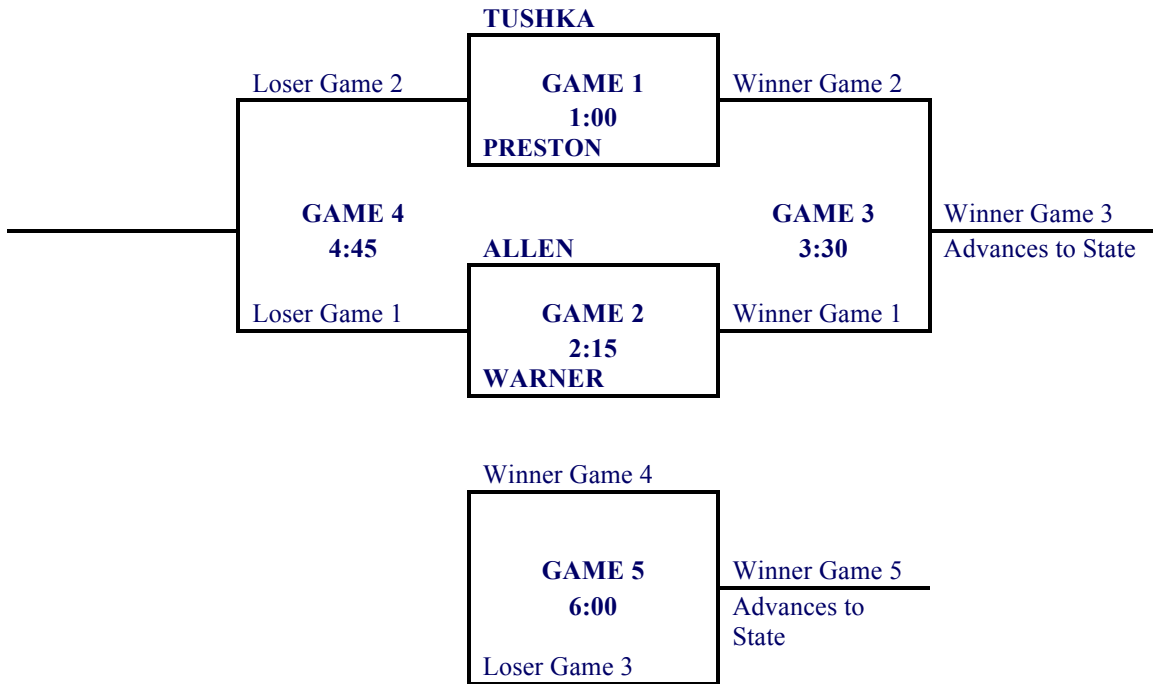 TUSHKA
Loser Game 2
GAME 1
Winner Game 2
1:00
PRESTON
GAME 4
GAME 3
Winner Game 3
4:45
ALLEN
3:30
Advances to State
Loser Game 1
GAME 2
Winner Game 1
2:15
WARNER
Winner Game 4
GAME 5
Winner Game 5
6:00
Advances to
State
Loser Game 3